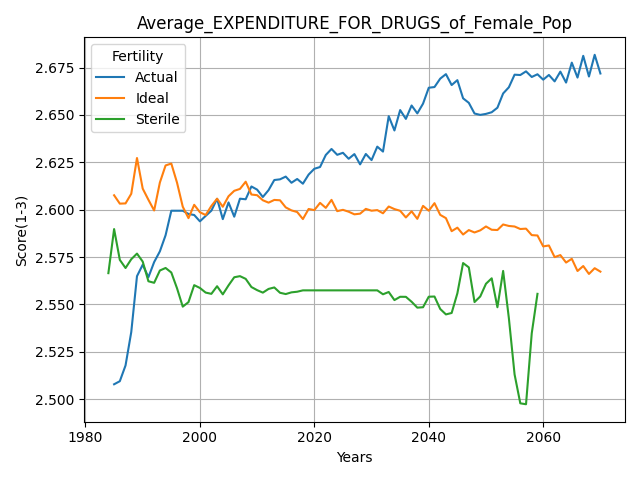 Average_EXPENDITURE_FOR_DRUGS_of_Female_Pop
Fertility
Actual
Ideal
Sterile
Score(1-3)
2.675
2.650
2.625
2.600
2.575
2.550
2.525
2.500
1980
2000
2020
2040
2060
Years